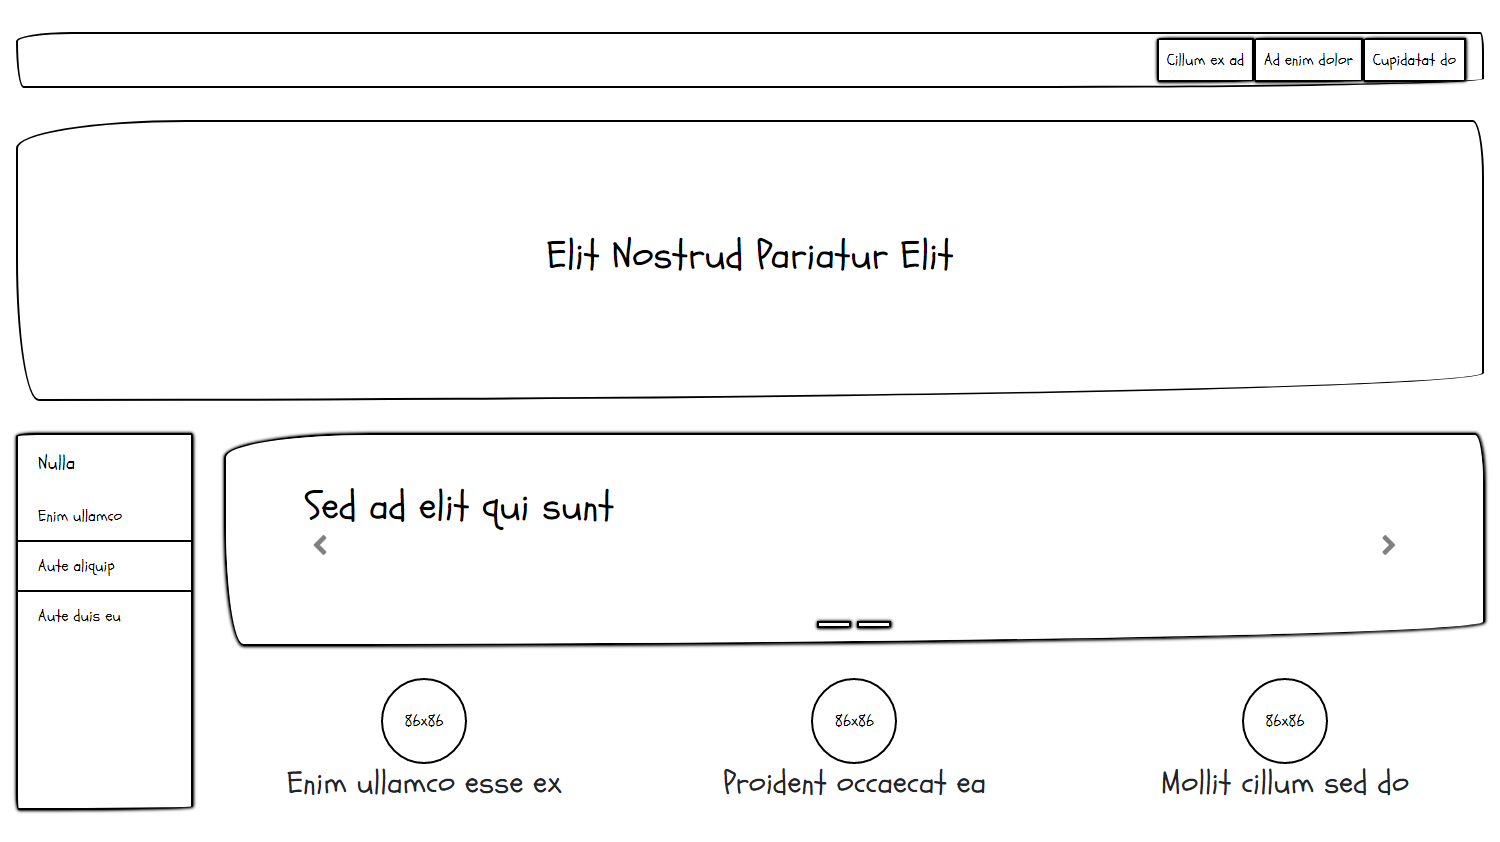 Cillum ex ad
Ad enim dolor
Cupidatat do
Elit Nostrud Pariatur Elit
Nulla
Enim ullamco
Aute aliquip
Aute duis eu
Sed ad elit qui sunt
86x86
Enim ullamco esse ex
86x86
Proident occaecat ea
86x86
Mollit cillum sed do